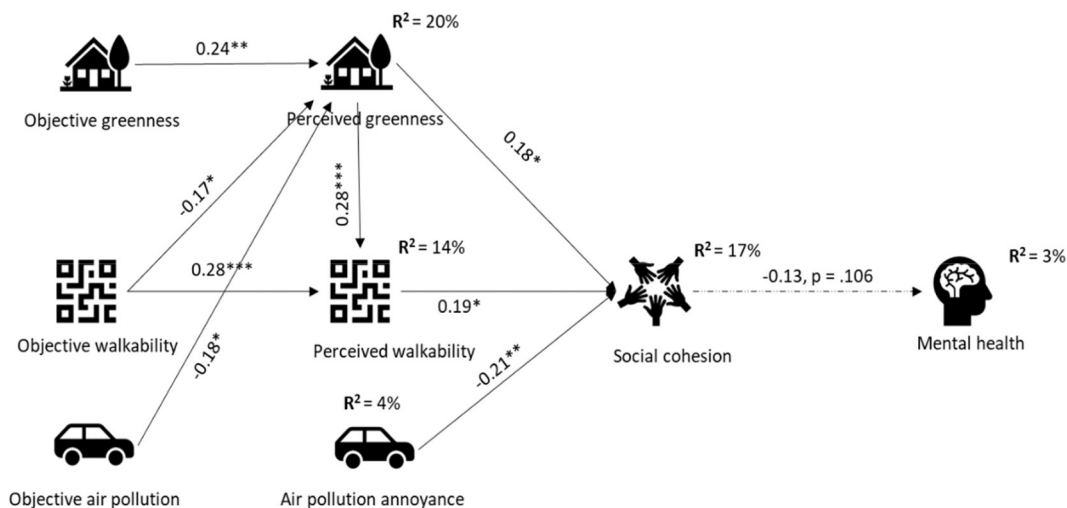 R² = 20%
0.24**
Objective greenness
Perceived greenness
0.18*
-0.17*
0.28***
R² = 14%
R² = 17%
R² = 3%
0.28***
-0.13, p = .106
0.19*
Objective walkability
Perceived walkability
Social cohesion
Mental health
-0.18*
-0.21**
R² = 4%
Objective air pollution
Air pollution annoyance